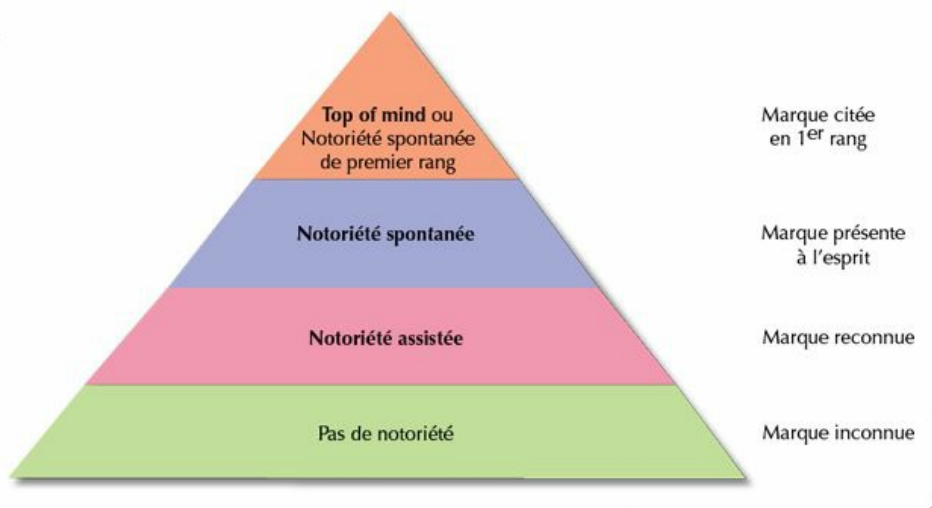 Top of mind ou
Notoriété spontanée
de premier rang
Marque citée
en 1er rang
Notoriété spontanée
Marque présente
à l'esprit
Notoriété assistée
Marque reconnue
Pas de notoriété
Marque inconnue